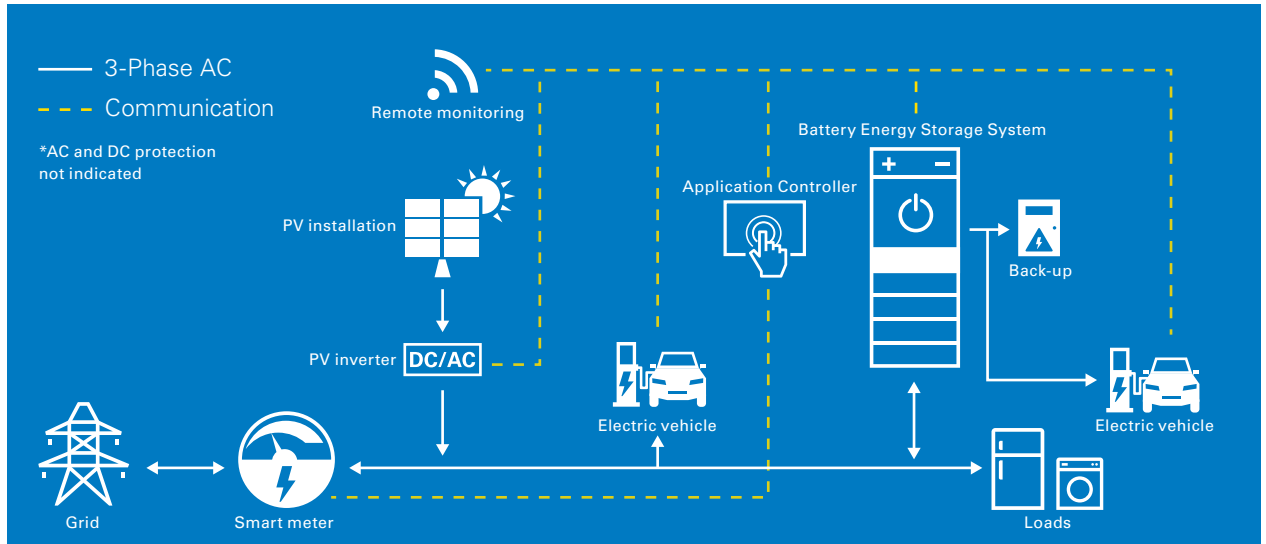 3-Phase AC
Communication
*AC and DC protection
not indicated
Remote monitoring
Battery Energy Storage System
+ −
Application Controller
PV installation
Back-up
PV inverter
DC/AC
Electric vehicle
Electric vehicle
Grid
Smart meter
Loads